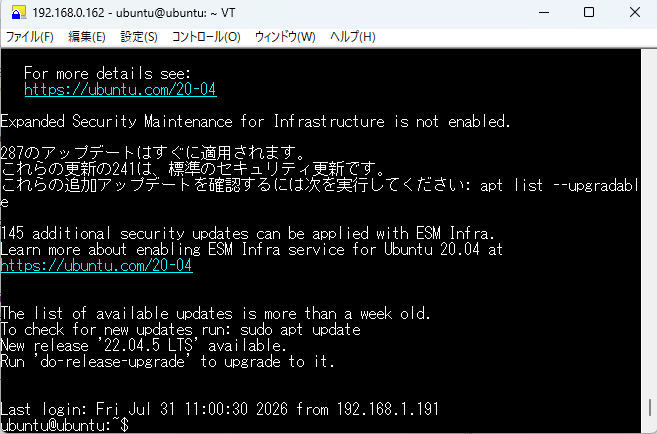 192.168.0.162 - ubuntu@ubuntu: ~ VT
ファイル(F) 編集(E) 設定(S) コントロール(O) ウィンドウ(W) ヘルプ(H)
For more details see:
https://ubuntu.com/20-04
Expanded Security Maintenance for Infrastructure is not enabled.
287のアップデートはすぐに適用されます。
これらの更新の241は、標準のセキュリティ更新です。
これらの追加アップデートを確認するには次を実行してください: apt list --upgradabl
e
145 additional security updates can be applied with ESM Infra.
Learn more about enabling ESM Infra service for Ubuntu 20.04 at
https://ubuntu.com/20-04
The list of available updates is more than a week old.
To check for new updates run: sudo apt update
New release '22.04.5 LTS' available.
Run 'do-release-upgrade' to upgrade to it.
Last login: Fri Jul 31 11:00:30 2026 from 192.168.1.191
ubuntu@ubuntu:~$